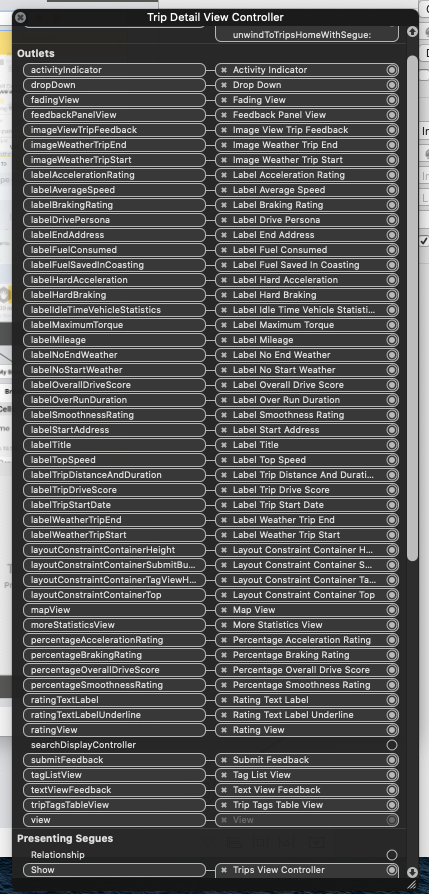 Trip Detail View Controller
unwindToTripsHomeWithSegue:
Outlets
activityIndicator Activity Indicator
dropDown Drop Down
fadingView Fading View
feedbackPanelView Feedback Panel View
imageViewTripFeedback Image View Trip Feedback
imageWeatherTripEnd Image Weather Trip End
imageWeatherTripStart Image Weather Trip Start
labelAccelerationRating Label Acceleration Rating
labelAverageSpeed Label Average Speed
labelBrakingRating Label Braking Rating
labelDrivePersona Label Drive Persona
labelEndAddress Label End Address
labelFuelConsumed Label Fuel Consumed
labelFuelSavedInCoasting Label Fuel Saved In Coasting
labelHardAcceleration Label Hard Acceleration
labelHardBraking Label Hard Braking
labelIdleTimeVehicleStatistics Label Idle Time Vehicle Statisti...
labelMaximumTorque Label Maximum Torque
labelMileage Label Mileage
labelNoEndWeather Label No End Weather
labelNoStartWeather Label No Start Weather
labelOverallDriveScore Label Overall Drive Score
labelOverRunDuration Label Over Run Duration
labelSmoothnessRating Label Smoothness Rating
labelStartAddress Label Start Address
labelTitle Label Title
labelTopSpeed Label Top Speed
labelTripDistanceAndDuration Label Trip Distance And Durati...
labelTripDriveScore Label Trip Drive Score
labelTripStartDate Label Trip Start Date
labelWeatherTripEnd Label Weather Trip End
labelWeatherTripStart Label Weather Trip Start
layoutConstraintContainerHeight Layout Constraint Container H...
layoutConstraintContainerSubmitBu... Layout Constraint Container S...
layoutConstraintContainerTagViewH... Layout Constraint Container Ta...
layoutConstraintContainerTop Layout Constraint Container Top
mapView Map View
moreStatisticsView More Statistics View
percentageAccelerationRating Percentage Acceleration Rating
percentageBrakingRating Percentage Braking Rating
percentageOverallDriveScore Percentage Overall Drive Score
percentageSmoothnessRating Percentage Smoothness Rating
ratingTextLabel Rating Text Label
ratingTextLabelUnderline Rating Text Label Underline
ratingView Rating View
searchDisplayController
submitFeedback Submit Feedback
tagListView Tag List View
textViewFeedback Text View Feedback
tripTagsTableView Trip Tags Table View
view View
Presenting Segues
Relationship
Show Trips View Controller